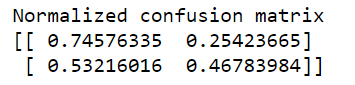 Normalized confusion matrix
[[ 0.74576335  0.25423665]
 [ 0.53216016  0.46783984]]